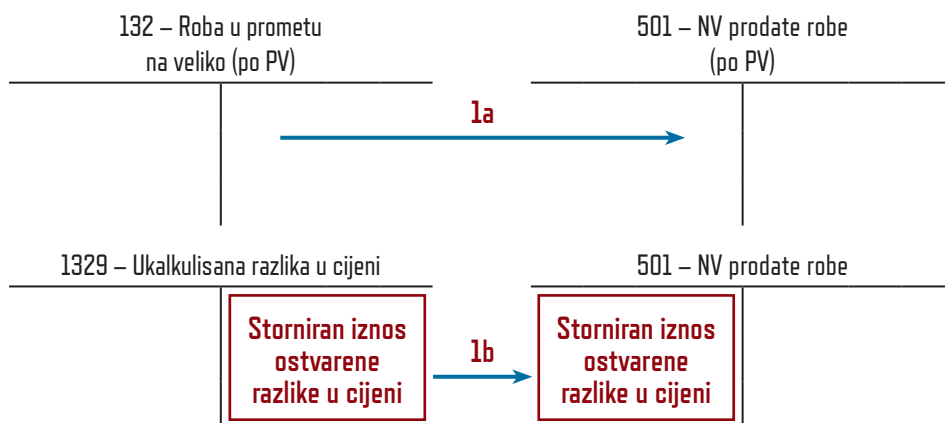 132 – Roba u prometu
na veliko (po PV)
501 – NV prodate robe
(po PV)
1a
1329 – Ukalkulisana razlika u cijeni
501 – NV prodate robe
Storniran iznos
ostvarene
razlike u cijeni
1b
Storniran iznos
ostvarene
razlike u cijeni